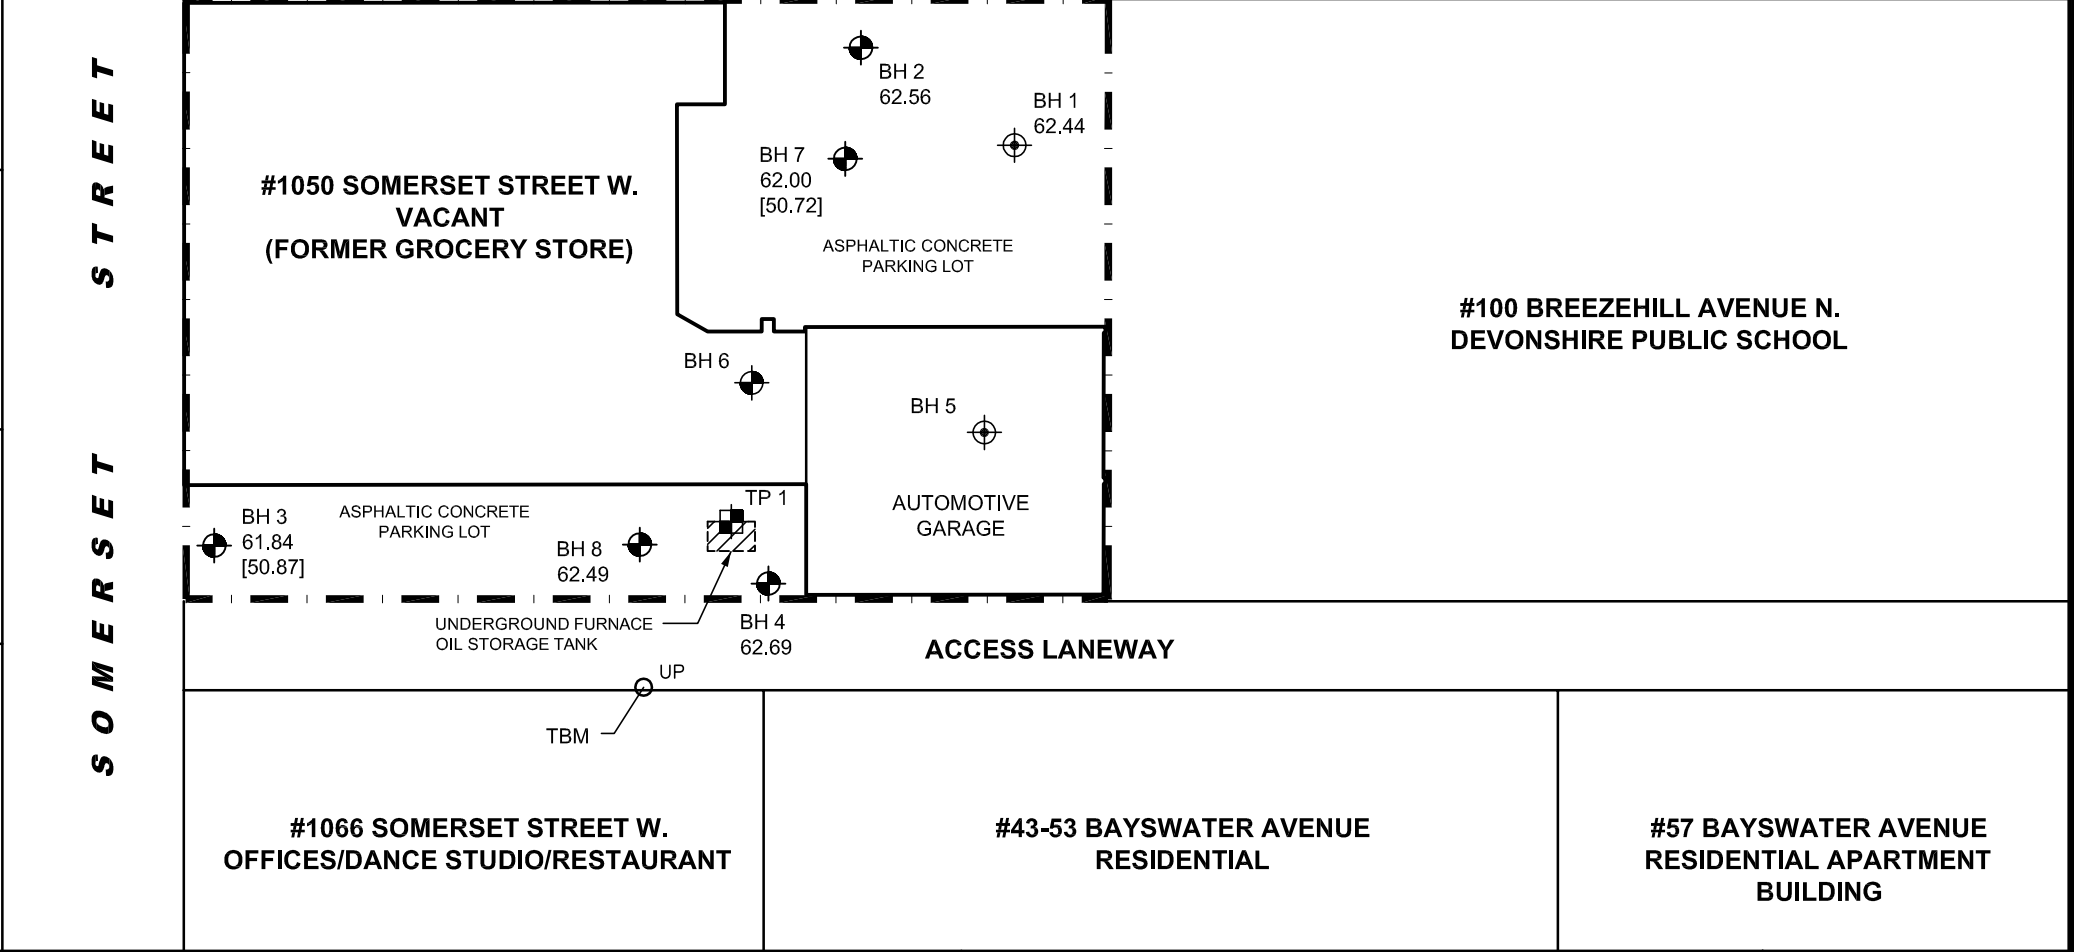 SOMERSET STREET
BH 2
62.56
BH 1
62.44
BH 7
62.00
[50.72]
#1050 SOMERSET STREET W.
VACANT
(FORMER GROCERY STORE)
ASPHALTIC CONCRETE
PARKING LOT
#100 BREEZEHILL AVENUE N.
DEVONSHIRE PUBLIC SCHOOL
BH 6
BH 5
AUTOMOTIVE
GARAGE
BH 3
61.84
[50.87]
ASPHALTIC CONCRETE
PARKING LOT
BH 8
62.49
TP 1
UNDERGROUND FURNACE
OIL STORAGE TANK
BH 4
62.69
ACCESS LANEWAY
UP
TBM
#1066 SOMERSET STREET W.
OFFICES/DANCE STUDIO/RESTAURANT
#43-53 BAYSWATER AVENUE
RESIDENTIAL
#57 BAYSWATER AVENUE
RESIDENTIAL APARTMENT
BUILDING